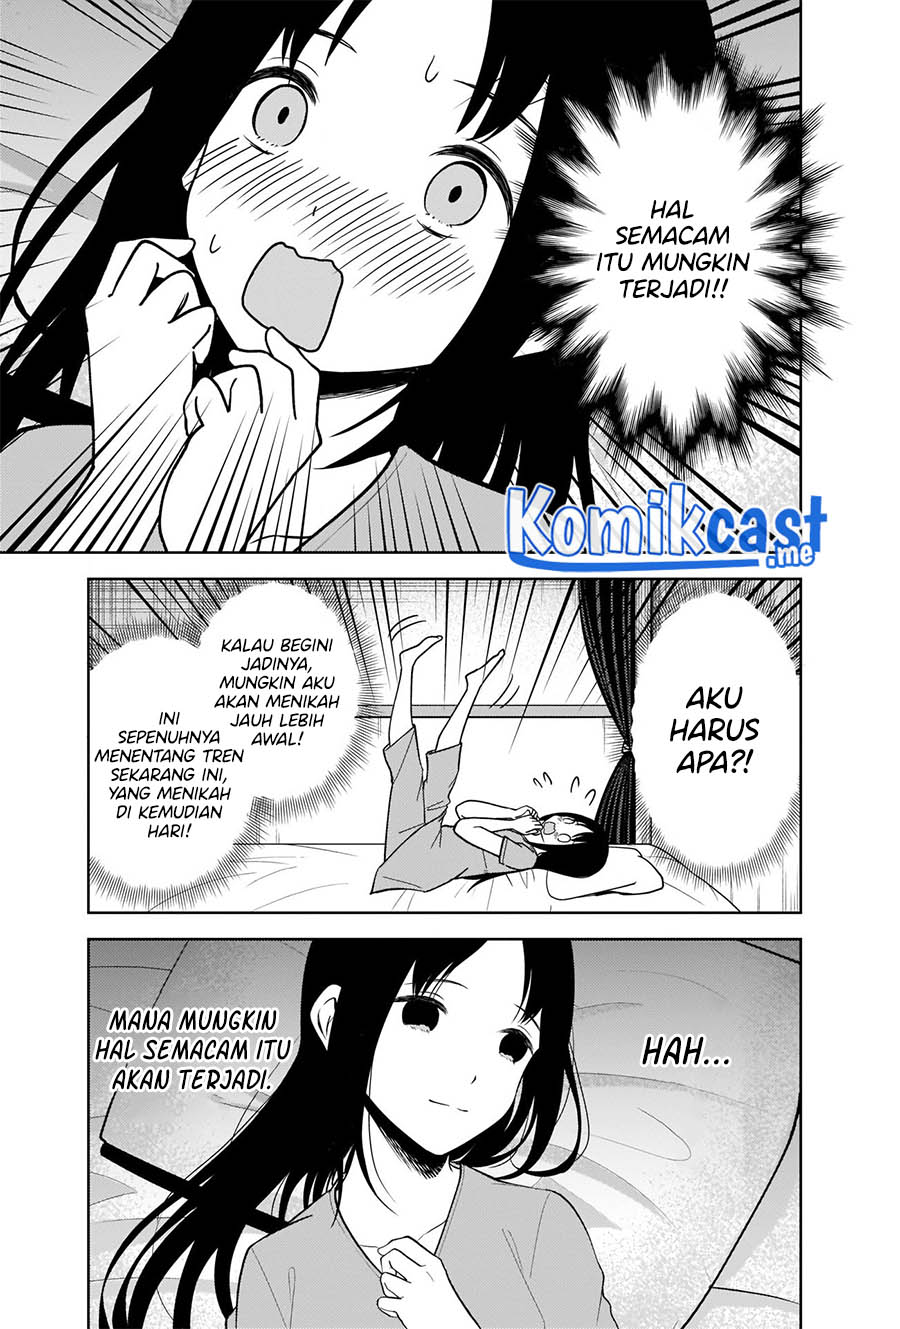 HAL
SEMACAM
ITU MUNGKIN
TERJADI!!
Komikcast
.me
AKU
HARUS
APA?!
KALAU BEGINI
JADINYA,
MUNGKIN AKU
AKAN MENIKAH
JAUH LEBIH
AWAL!
INI
SEPENUHNYA
MENENTANG TREN
SEKARANG INI,
YANG MENIKAH
DI KEMUDIAN
HARI!
HAH...
MANA MUNGKIN
HAL SEMACAM ITU
AKAN TERJADI.